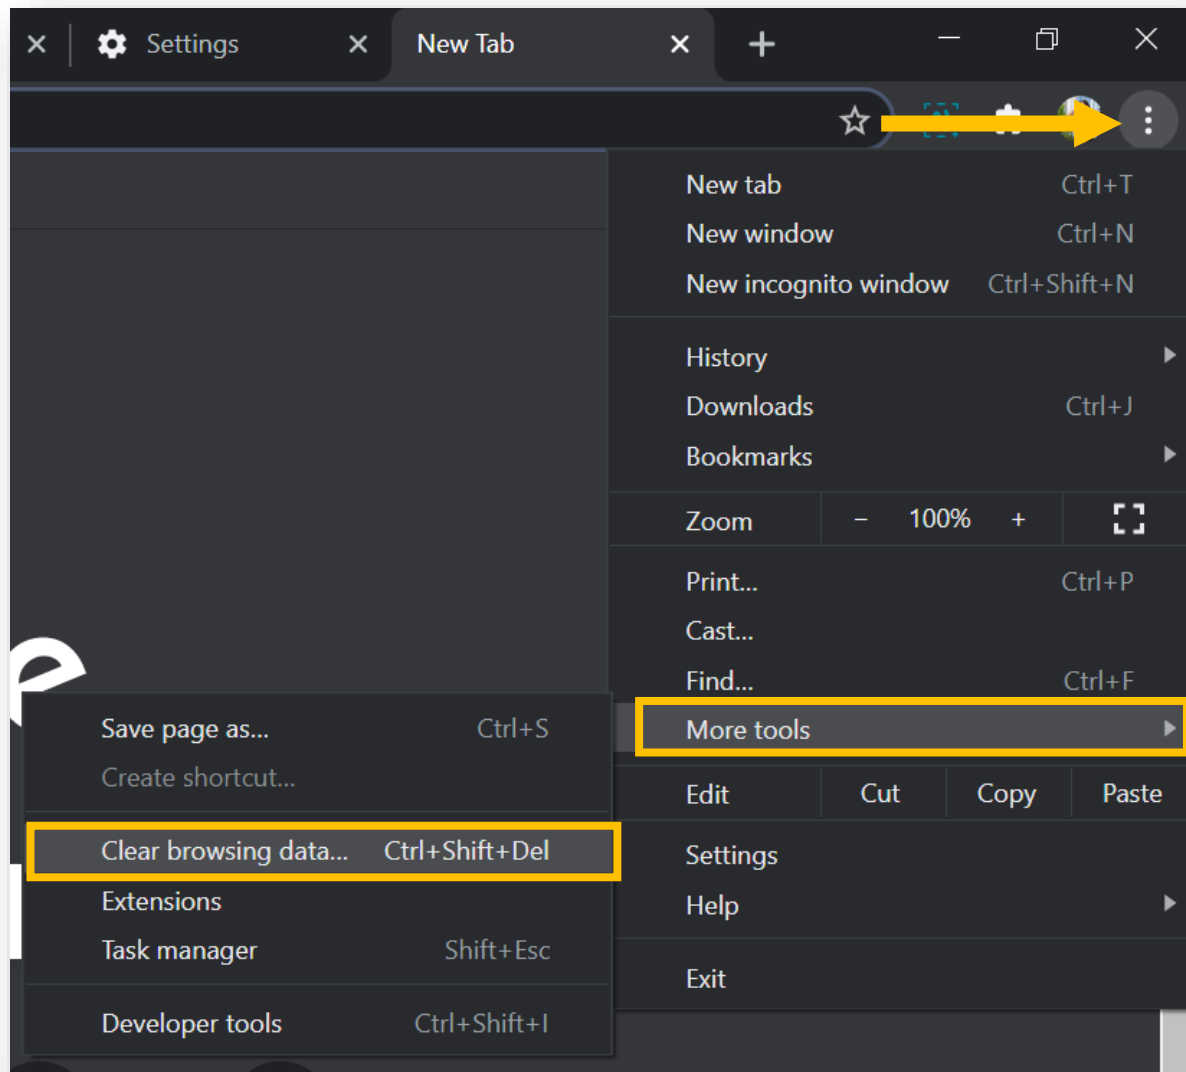 Settings
New Tab
New tab Ctrl+T
New window Ctrl+N
New incognito window Ctrl+Shift+N
History
Downloads Ctrl+J
Bookmarks
Zoom − 100% +
Print... Ctrl+P
Cast...
Find... Ctrl+F
More tools
Edit Cut Copy Paste
Settings
Help
Exit
e
Save page as... Ctrl+S
Create shortcut...
Clear browsing data... Ctrl+Shift+Del
Extensions
Task manager Shift+Esc
Developer tools Ctrl+Shift+I